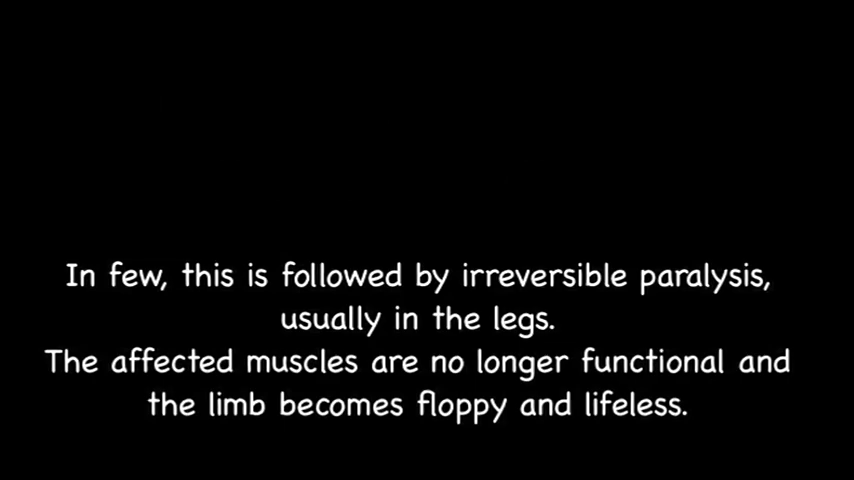 In few, this is followed by irreversible paralysis,
usually in the legs.
The affected muscles are no longer functional and
the limb becomes floppy and lifeless.